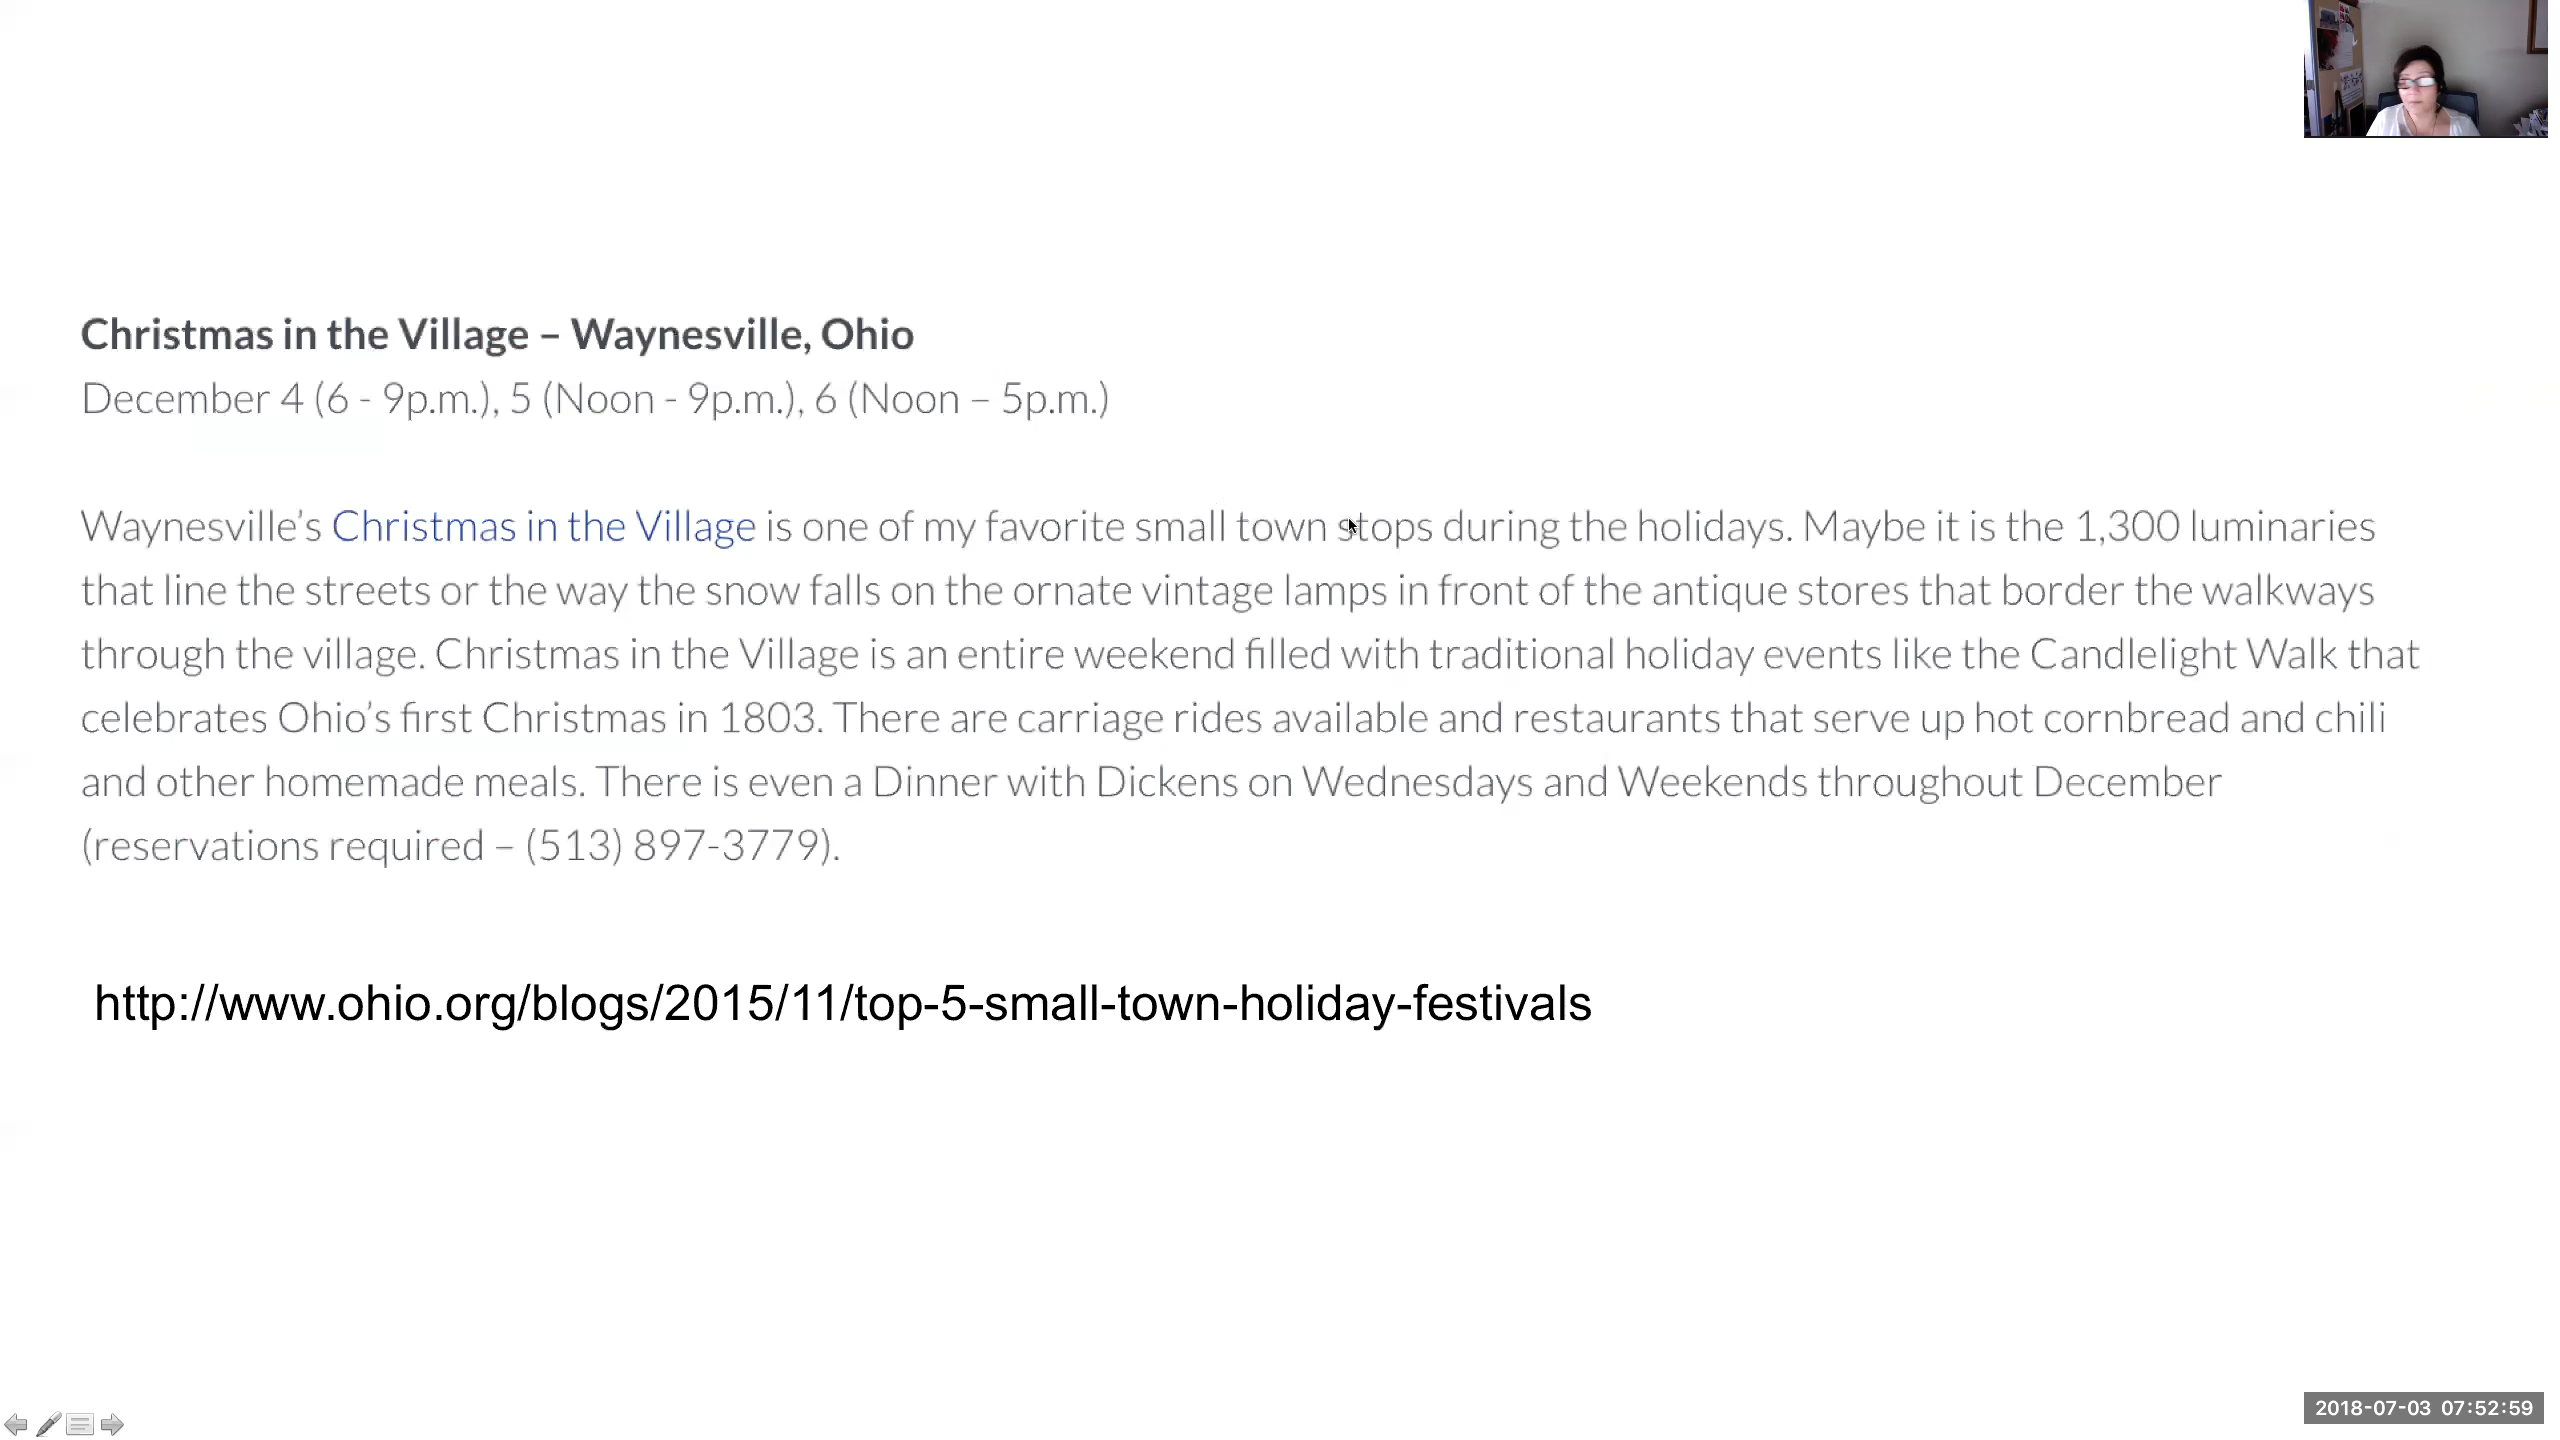 Christmas in the Village – Waynesville, Ohio
December 4 (6 - 9p.m.), 5 (Noon - 9p.m.), 6 (Noon – 5p.m.)
Waynesville’s Christmas in the Village is one of my favorite small town stops during the holidays. Maybe it is the 1,300 luminaries
that line the streets or the way the snow falls on the ornate vintage lamps in front of the antique stores that border the walkways
through the village. Christmas in the Village is an entire weekend filled with traditional holiday events like the Candlelight Walk that
celebrates Ohio’s first Christmas in 1803. There are carriage rides available and restaurants that serve up hot cornbread and chili
and other homemade meals. There is even a Dinner with Dickens on Wednesdays and Weekends throughout December
(reservations required – (513) 897-3779).
http://www.ohio.org/blogs/2015/11/top-5-small-town-holiday-festivals
2018-07-03 07:52:59